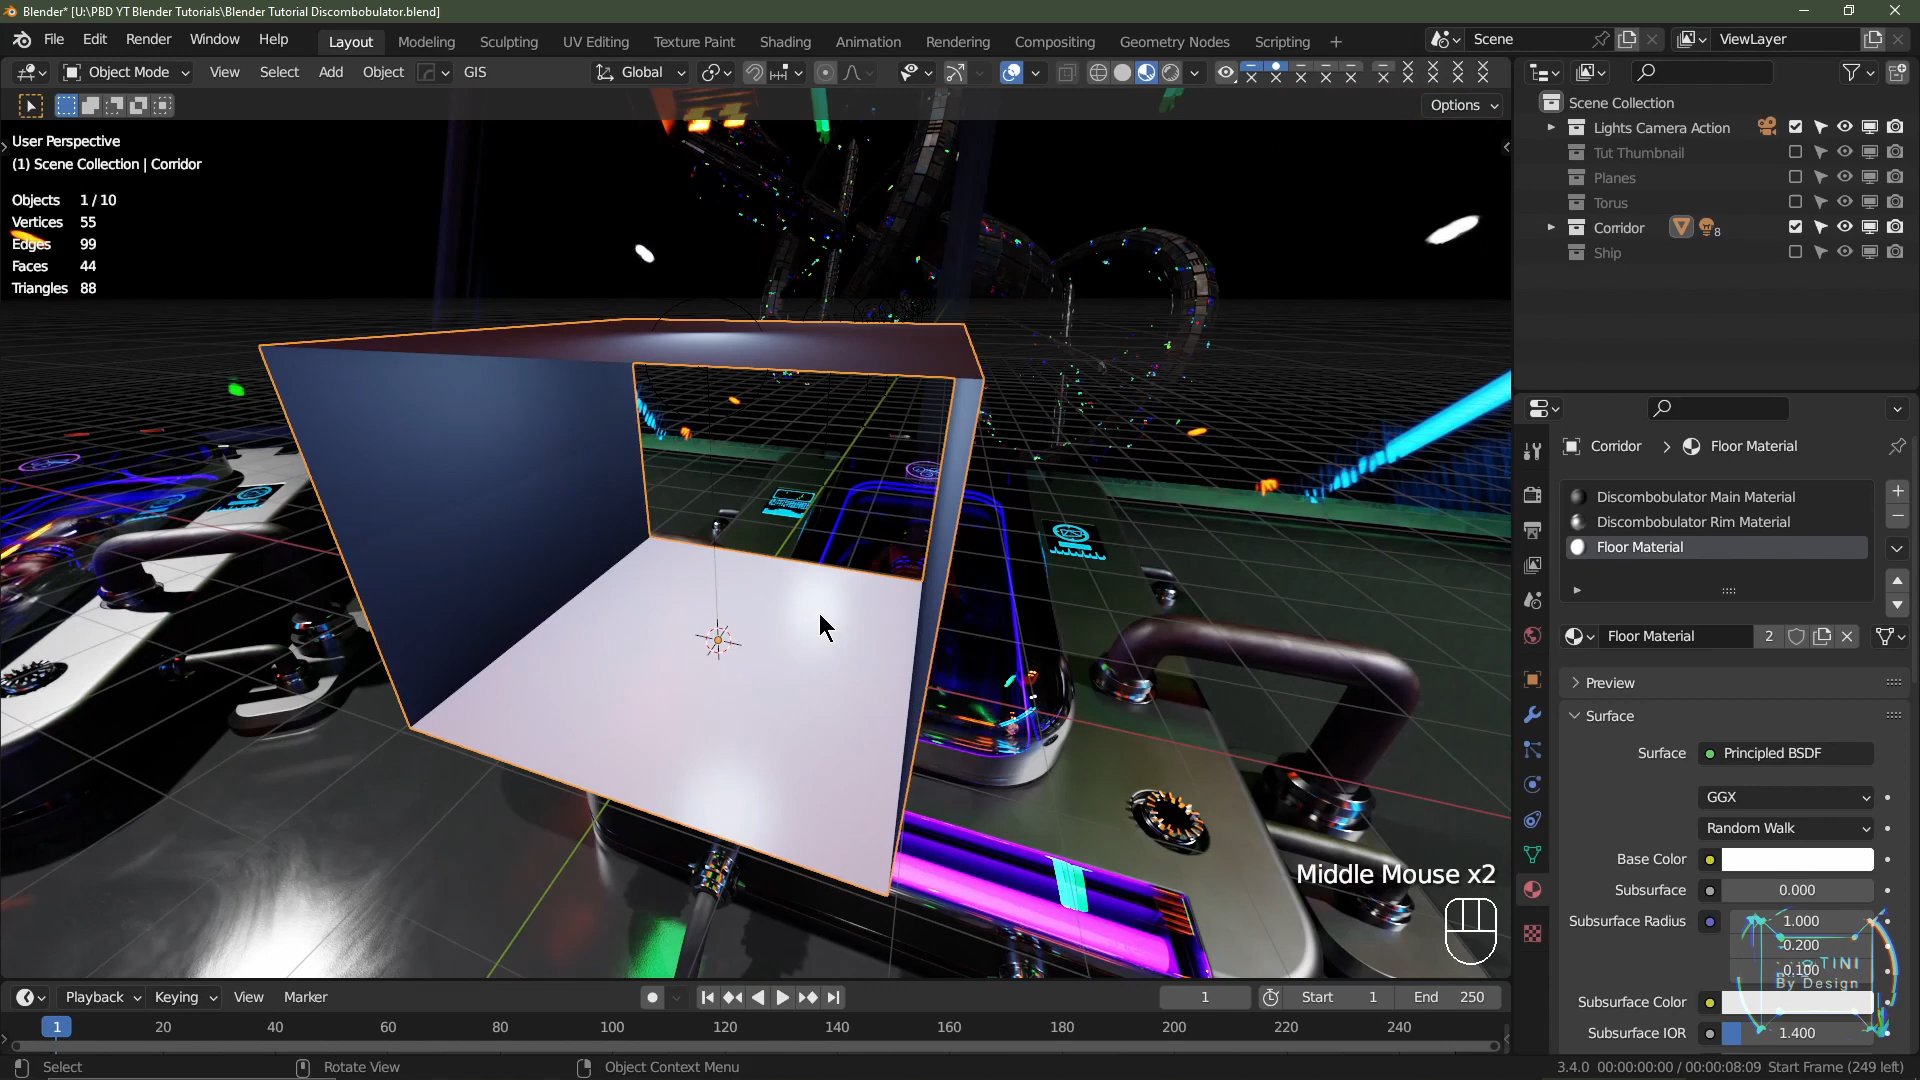 Blender* [U:\PBD YT Blender Tutorials\Blender Tutorial Discombobulator.blend]
File Edit Render Window Help Layout Modeling Sculpting UV Editing Texture Paint Shading Animation Rendering Compositing Geometry Nodes Scripting + Scene ViewLayer
Object Mode View Select Add Object GIS Global
Options
User Perspective
(1) Scene Collection | Corridor
Objects 1 / 10
Vertices 55
Edges 99
Faces 44
Triangles 88
Middle Mouse x2
Scene Collection
Lights Camera Action
Tut Thumbnail
Planes
Torus
Corridor 8
Ship
Corridor > Floor Material
Discombobulator Main Material
Discombobulator Rim Material
Floor Material
Floor Material 2
Preview
Surface
Surface Principled BSDF
GGX
Random Walk
Base Color
Subsurface 0.000
Subsurface Radius 1.000
0.200
0.100
TINI
By Design
Subsurface Color
Subsurface IOR 1.400
Playback Keying View Marker 1 Start 1 End 250
1 20 40 60 80 100 120 140 160 180 200 220 240
Select Rotate View Object Context Menu 3.4.0 00:00:00:00 / 00:00:08:09 Start Frame (249 left)